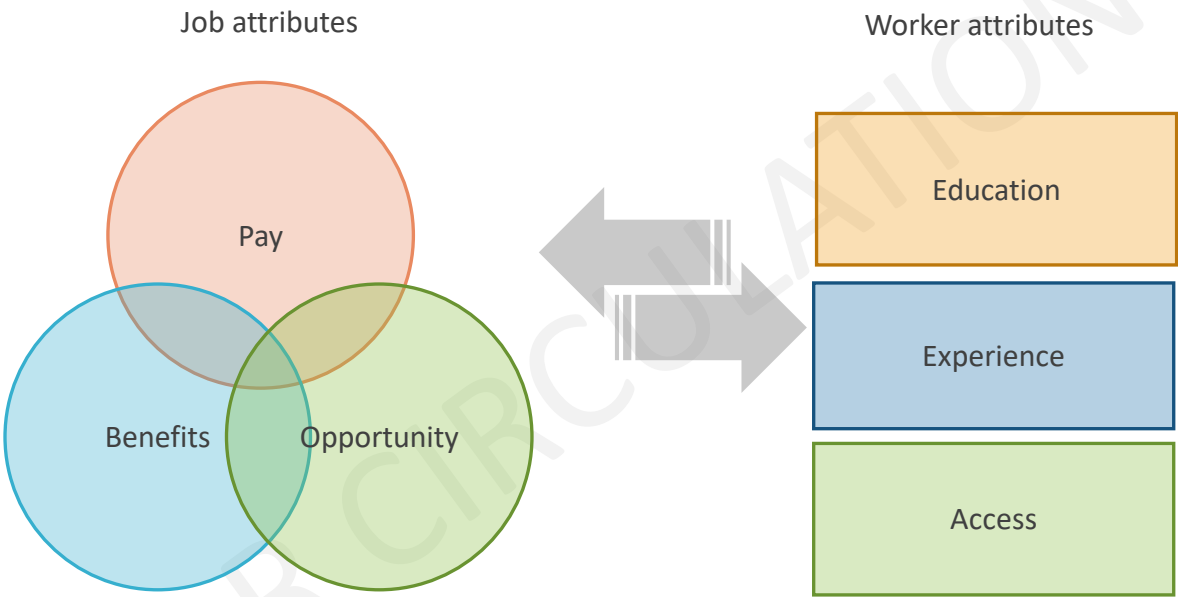 Job attributes
Worker attributes
Pay
Benefits
Opportunity
Education
Experience
Access
CIRCULATION